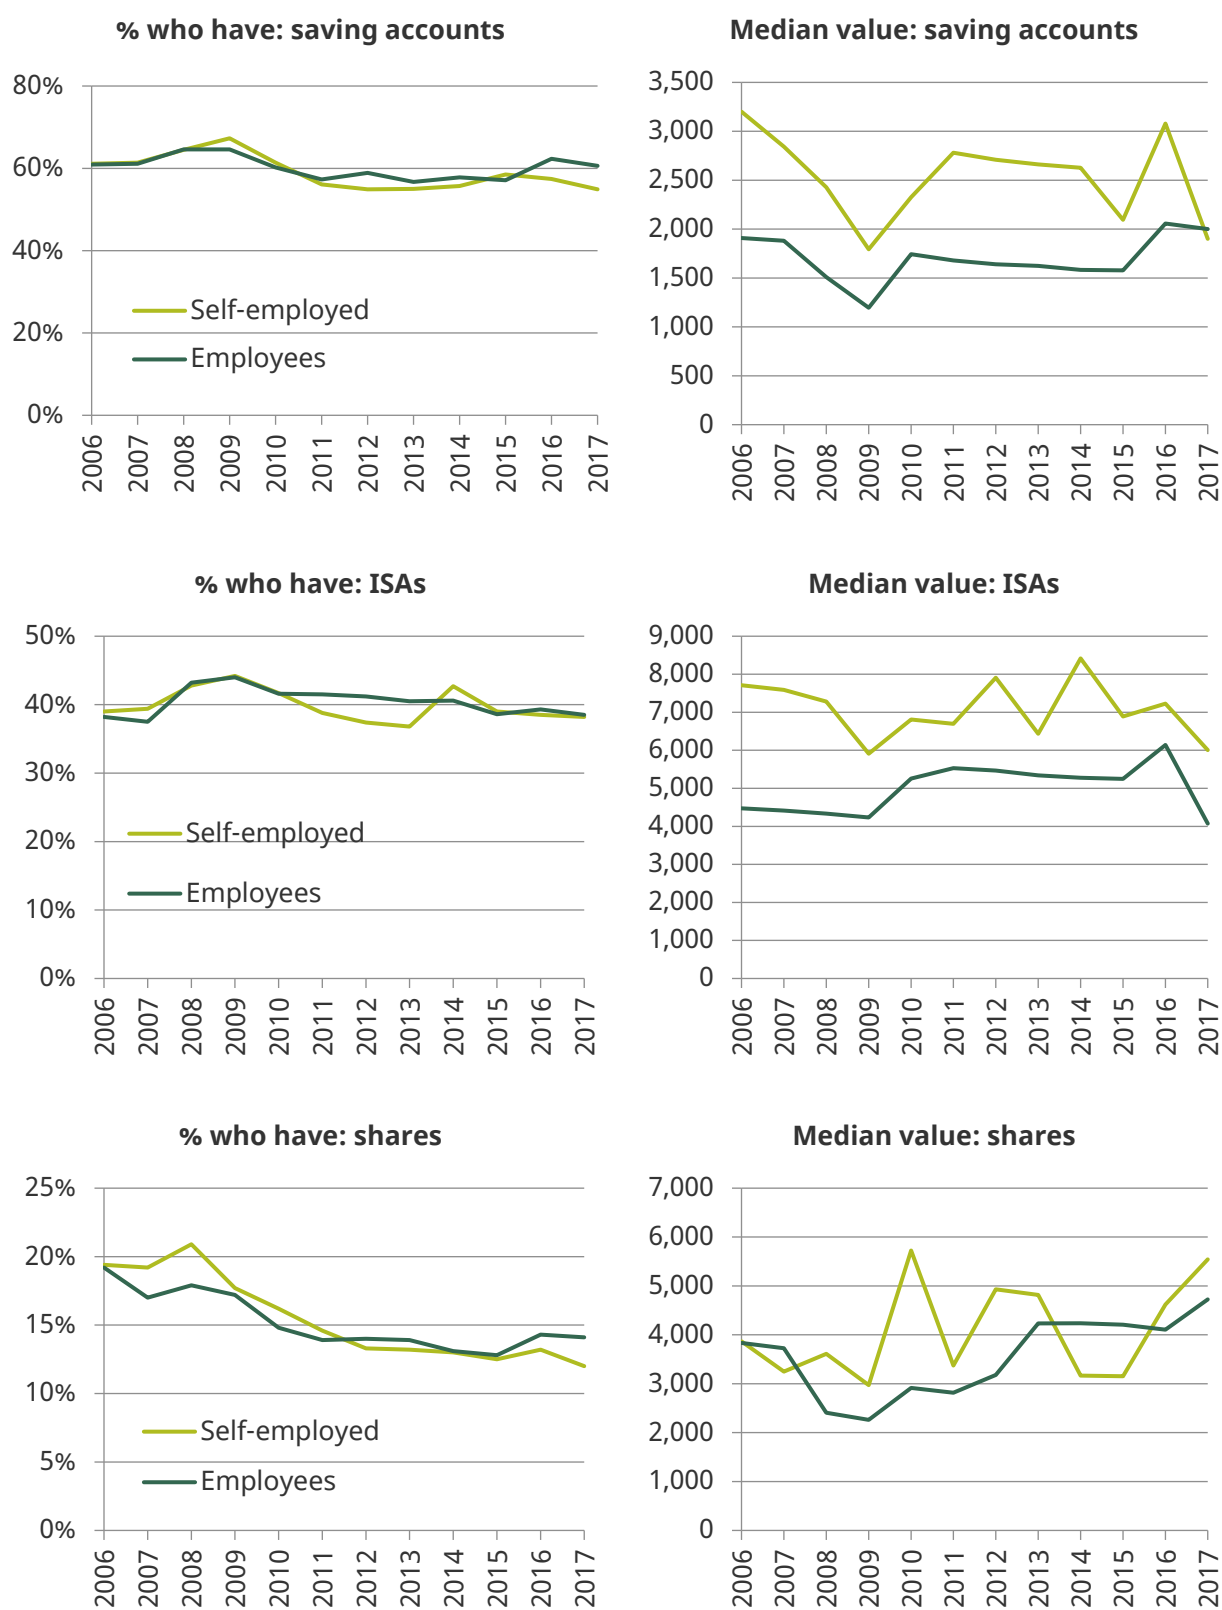 % who have: saving accounts
80%
60%
40%
20%
0%
Self-employed
Employees
2006 2007 2008 2009 2010 2011 2012 2013 2014 2015 2016 2017
Median value: saving accounts
3,500
3,000
2,500
2,000
1,500
1,000
500
0
2006 2007 2008 2009 2010 2011 2012 2013 2014 2015 2016 2017
% who have: ISAs
50%
40%
30%
20%
10%
0%
Self-employed
Employees
2006 2007 2008 2009 2010 2011 2012 2013 2014 2015 2016 2017
Median value: ISAs
9,000
8,000
7,000
6,000
5,000
4,000
3,000
2,000
1,000
0
2006 2007 2008 2009 2010 2011 2012 2013 2014 2015 2016 2017
% who have: shares
25%
20%
15%
10%
5%
0%
Self-employed
Employees
2006 2007 2008 2009 2010 2011 2012 2013 2014 2015 2016 2017
Median value: shares
7,000
6,000
5,000
4,000
3,000
2,000
1,000
0
2006 2007 2008 2009 2010 2011 2012 2013 2014 2015 2016 2017